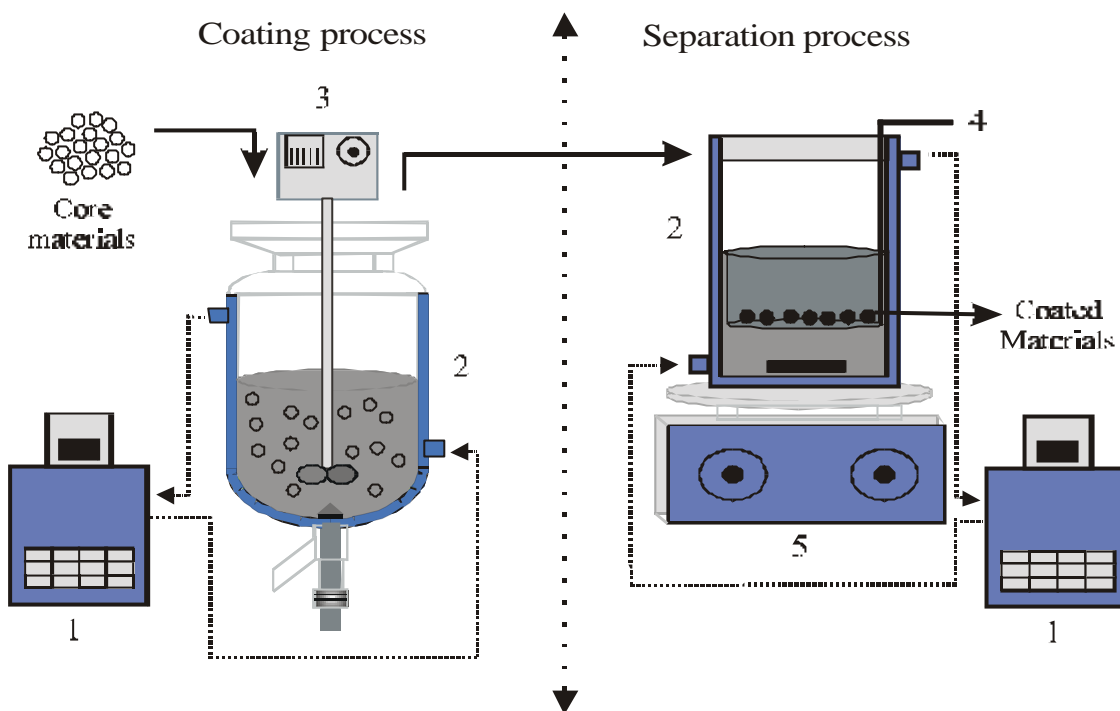 Coating process
Separation process
3
4
Core
materials
2
2
Coated
Materials
5
1
1